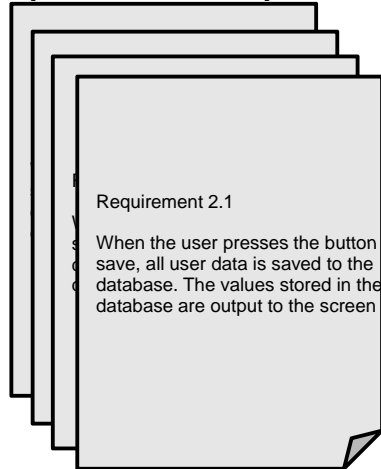 Requirement 2.1
When the user presses the button
save, all user data is saved to the
database. The values stored in the
database are output to the screen